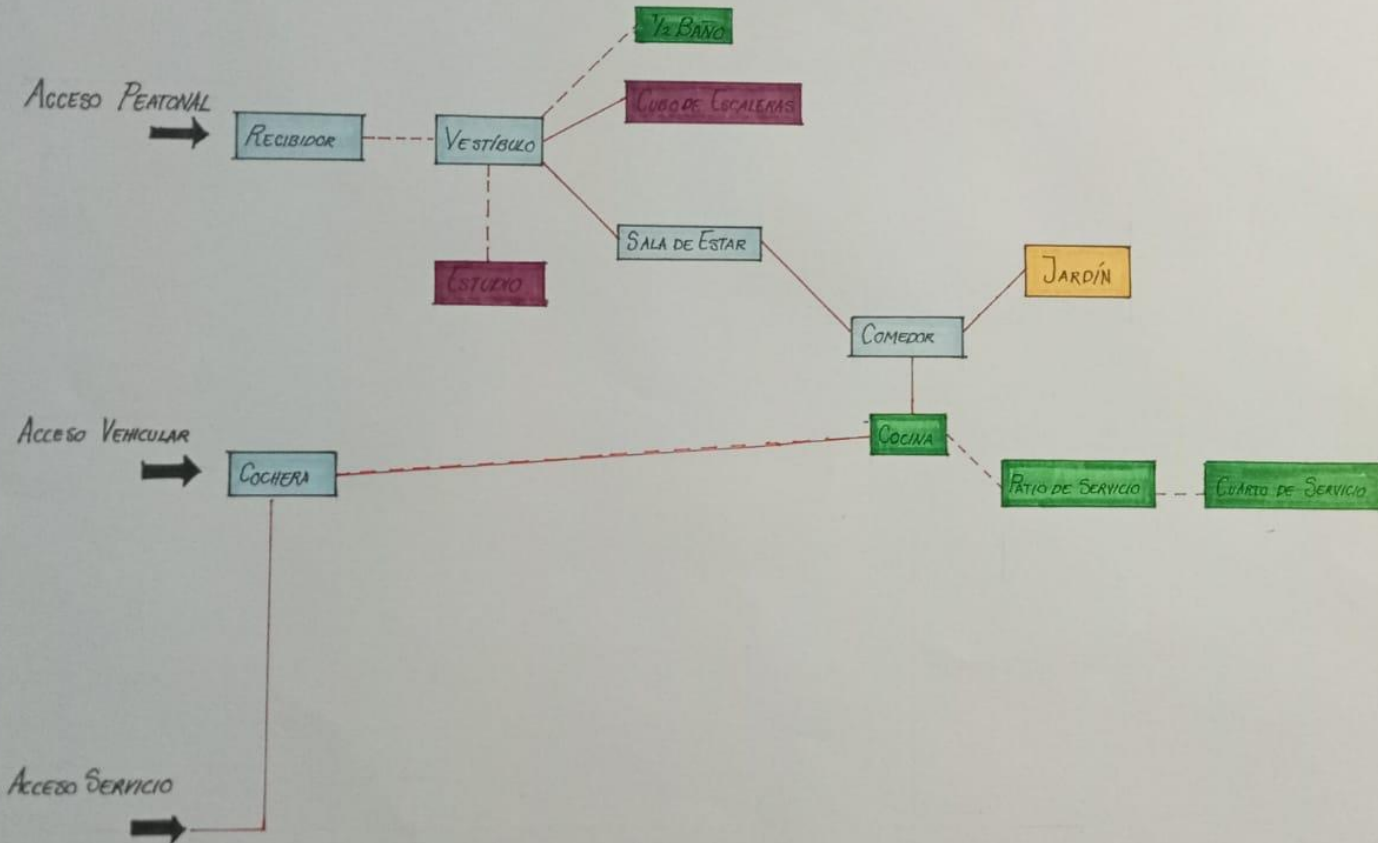 ½ BAÑO
CUBO DE ESCALERAS
ACCESO PEATONAL
RECIBIDOR
VESTÍBULO
SALA DE ESTAR
JARDÍN
ESTUDIO
COMEDOR
ACCESO VEHICULAR
COCINA
COCHERA
PATIO DE SERVICIO
CUARTO DE SERVICIO
ACCESO SERVICIO